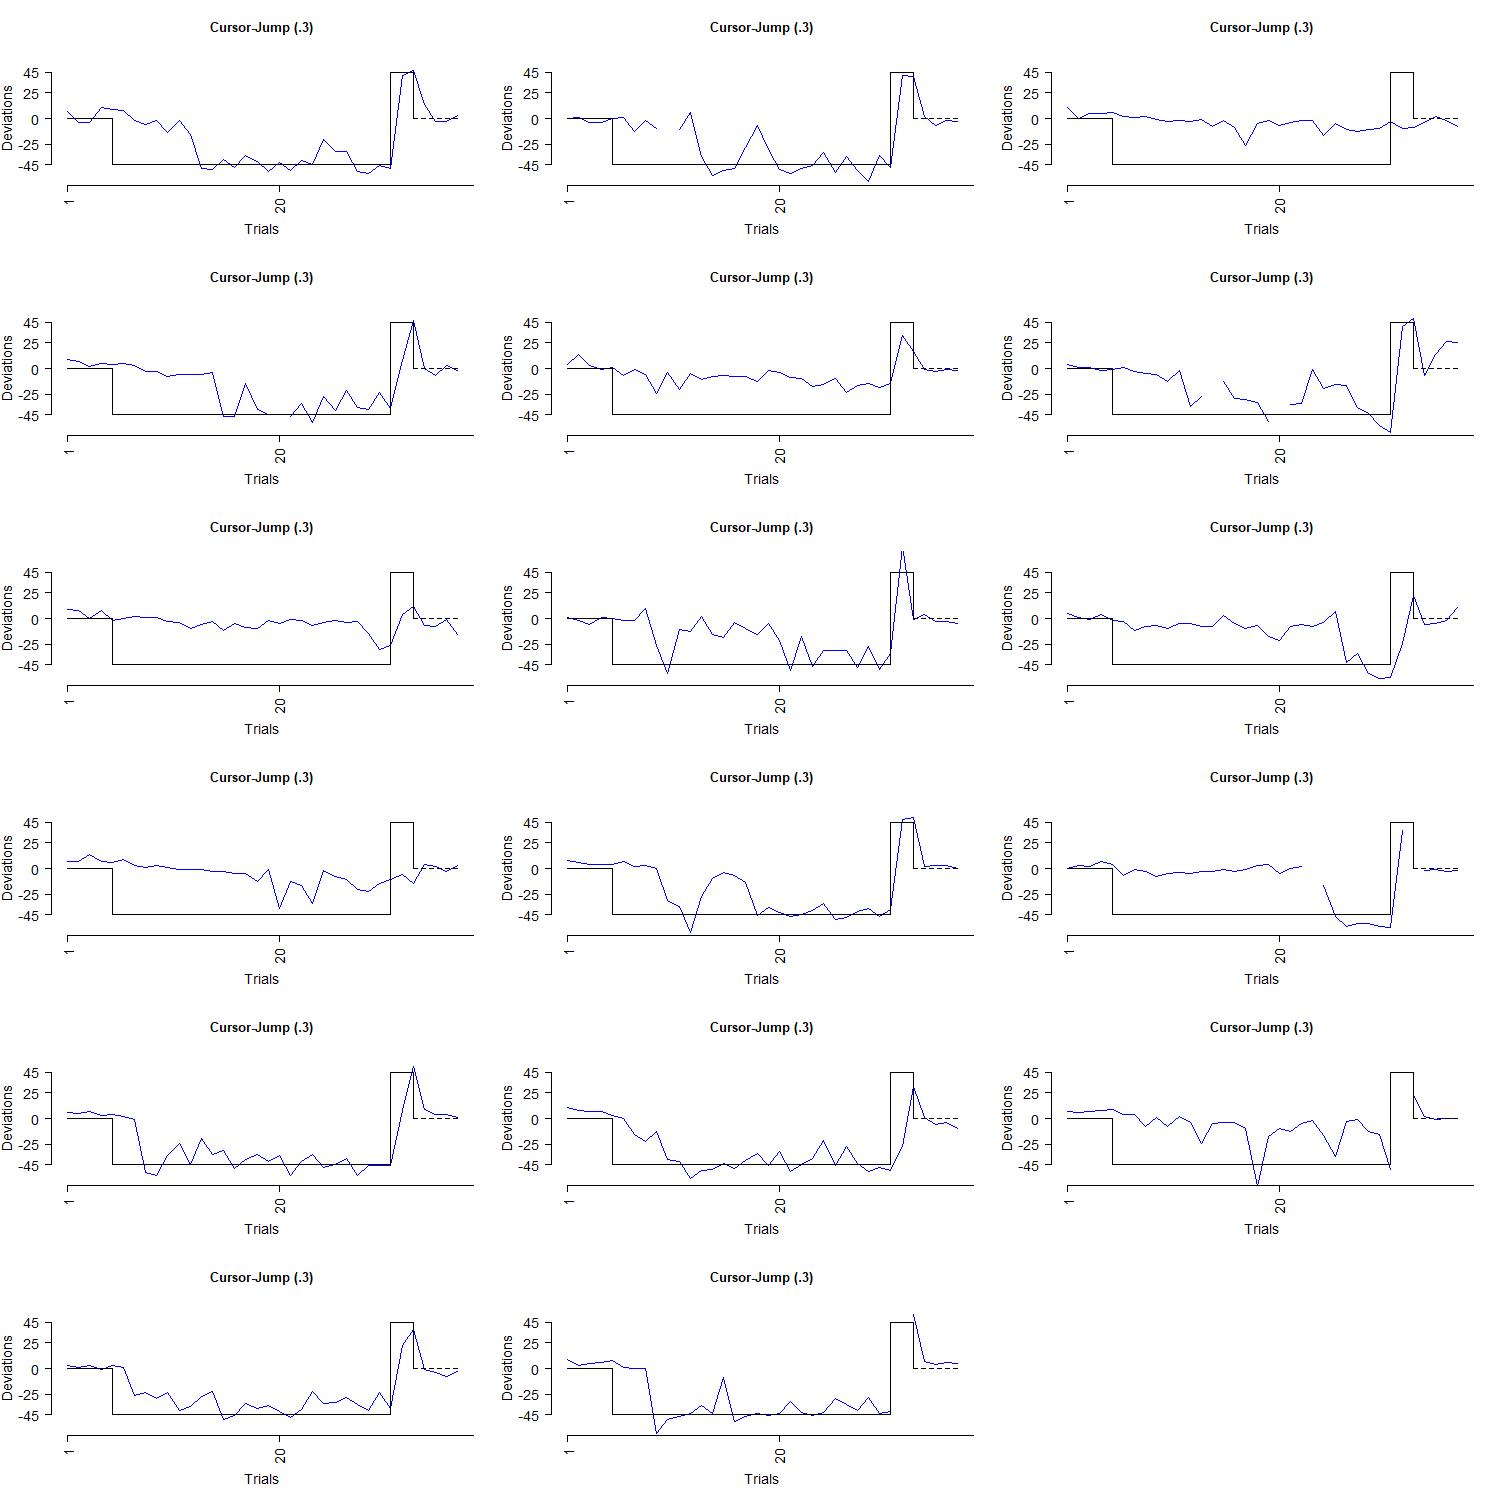 Cursor-Jump (.3) Cursor-Jump (.3) Cursor-Jump (.3)
Deviations 45 25 0 -25 -45 Deviations 45 25 0 -25 -45 Deviations 45 25 0 -25 -45
1 20 1 20 1 20
Trials Trials Trials
Cursor-Jump (.3) Cursor-Jump (.3) Cursor-Jump (.3)
Deviations 45 25 0 -25 -45 Deviations 45 25 0 -25 -45 Deviations 45 25 0 -25 -45
1 20 1 20 1 20
Trials Trials Trials
Cursor-Jump (.3) Cursor-Jump (.3) Cursor-Jump (.3)
Deviations 45 25 0 -25 -45 Deviations 45 25 0 -25 -45 Deviations 45 25 0 -25 -45
1 20 1 20 1 20
Trials Trials Trials
Cursor-Jump (.3) Cursor-Jump (.3) Cursor-Jump (.3)
Deviations 45 25 0 -25 -45 Deviations 45 25 0 -25 -45 Deviations 45 25 0 -25 -45
1 20 1 20 1 20
Trials Trials Trials
Cursor-Jump (.3) Cursor-Jump (.3) Cursor-Jump (.3)
Deviations 45 25 0 -25 -45 Deviations 45 25 0 -25 -45 Deviations 45 25 0 -25 -45
1 20 1 20 1 20
Trials Trials Trials
Cursor-Jump (.3) Cursor-Jump (.3)
Deviations 45 25 0 -25 -45 Deviations 45 25 0 -25 -45
1 20 1 20
Trials Trials